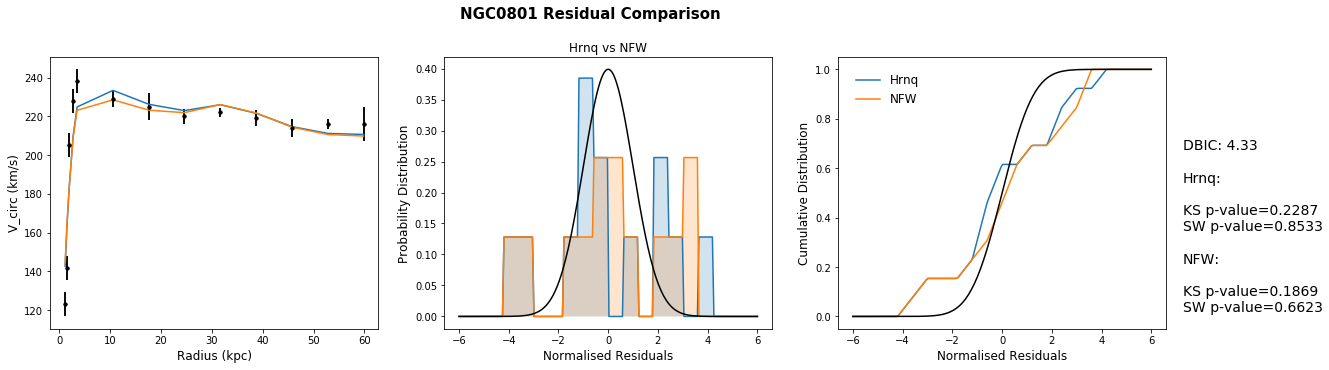 NGC0801 Residual Comparison
Hrnq vs NFW
V_circ (km/s)
240
220
200
180
160
140
120
0 10 20 30 40 50 60
Radius (kpc)
Probability Distribution
0.40
0.35
0.30
0.25
0.20
0.15
0.10
0.05
0.00
−6 −4 −2 0 2 4 6
Normalised Residuals
Cumulative Distribution
1.0
0.8
0.6
0.4
0.2
0.0
−6 −4 −2 0 2 4 6
Normalised Residuals
Hrnq
NFW
DBIC: 4.33
Hrnq:
KS p-value=0.2287
SW p-value=0.8533
NFW:
KS p-value=0.1869
SW p-value=0.6623